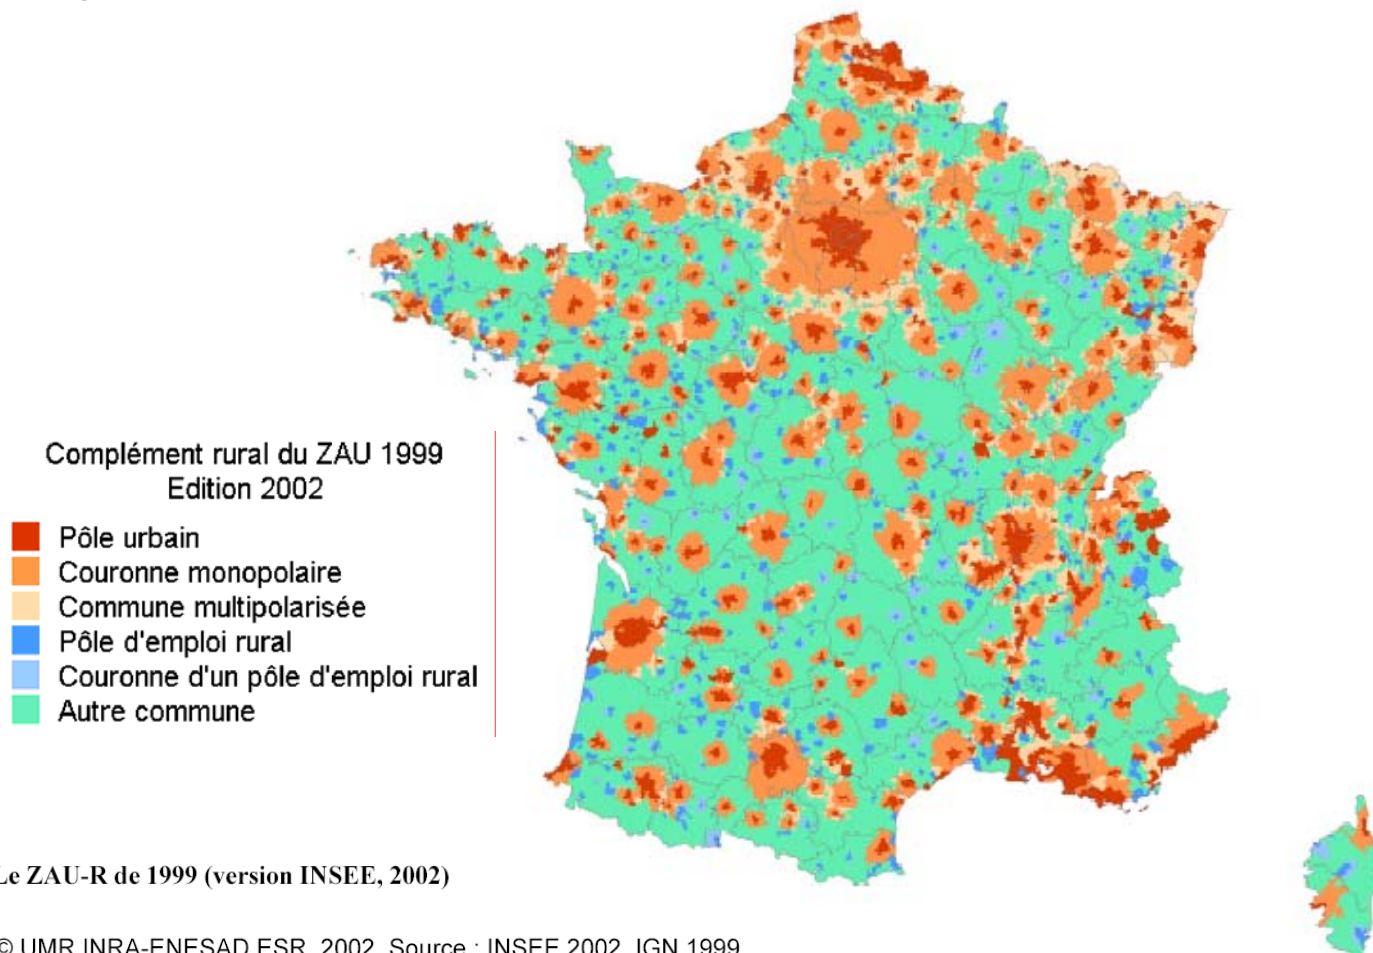 Complément rural du ZAU 1999
Edition 2002
Pôle urbain
Couronne monopolaire
Commune multipolarisée
Pôle d'emploi rural
Couronne d'un pôle d'emploi rural
Autre commune
Le ZAU-R de 1999 (version INSEE, 2002)
© UMR INRA-ENESAD ESR, 2002, Source : INSEE 2002, IGN 1999